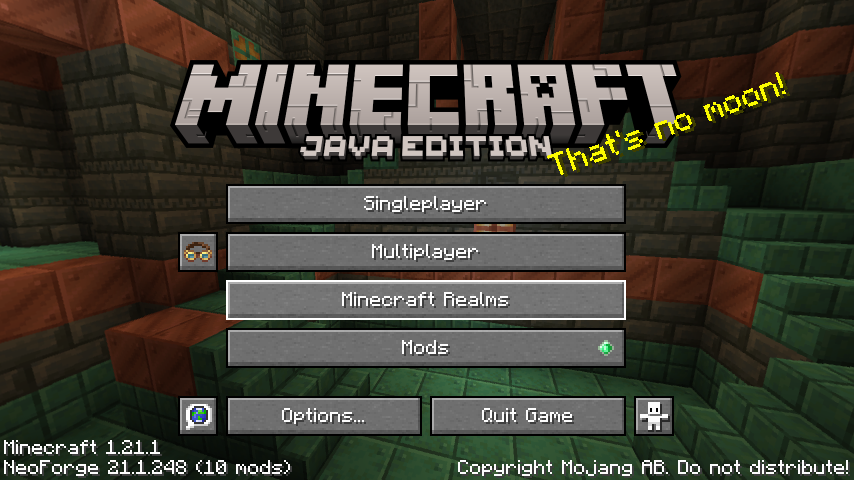 MINECRAFT
JAVA EDITION
That's no moon!
Singleplayer
Multiplayer
Minecraft Realms
Mods
Options...
Quit Game
Minecraft 1.21.1
NeoForge 21.1.248 (10 mods)
Copyright Mojang AB. Do not distribute!